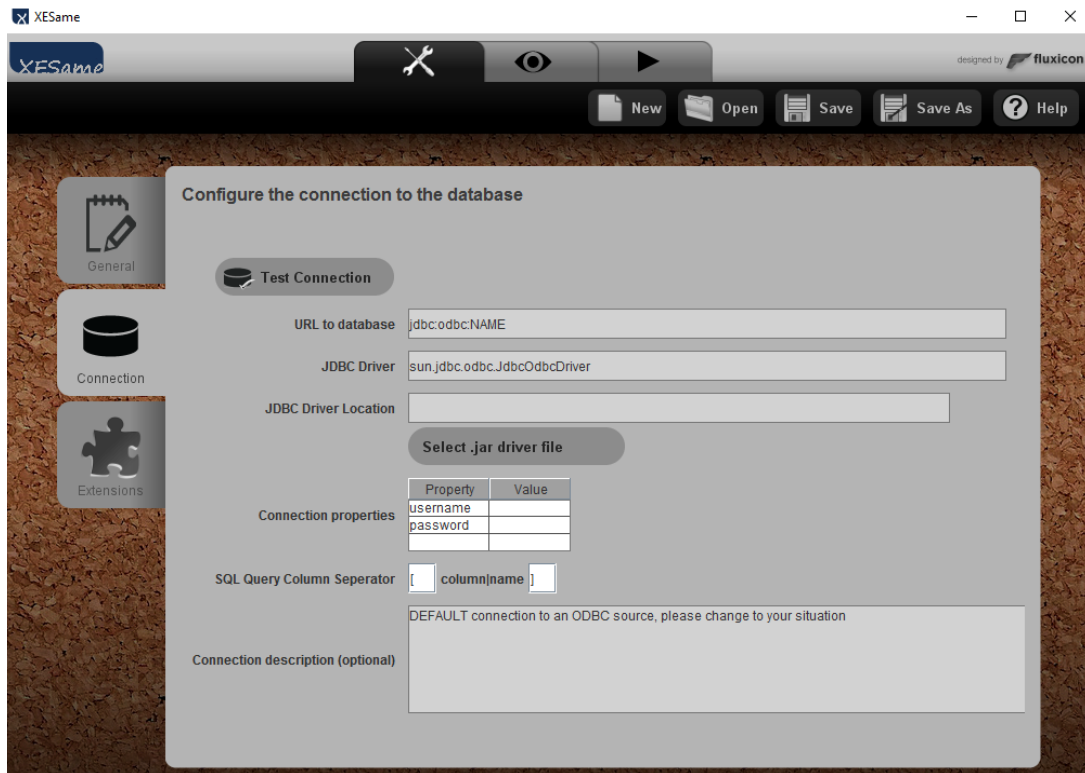 XESame
XESame
designed by fluxicon
New
Open
Save
Save As
Help
General
Connection
Extensions
Configure the connection to the database
Test Connection
URL to database jdbc:odbc:NAME
JDBC Driver sun.jdbc.odbc.JdbcOdbcDriver
JDBC Driver Location
Select .jar driver file
Property Value
Connection properties
username
password
SQL Query Column Seperator [ column|name ]
Connection description (optional)
DEFAULT connection to an ODBC source, please change to your situation